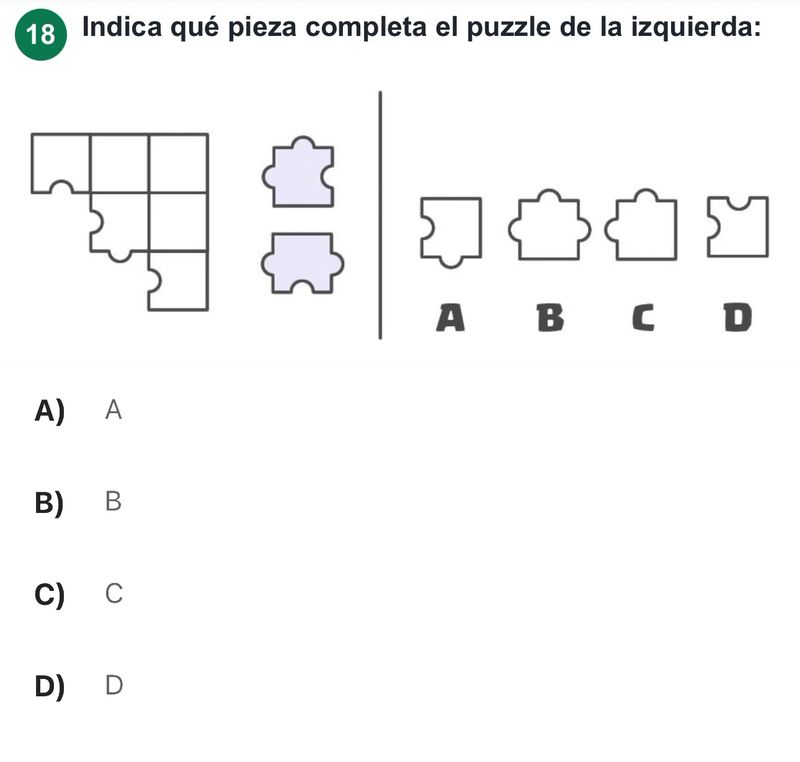 18 Indica qué pieza completa el puzzle de la izquierda:
A B C D
A) A
B) B
C) C
D) D